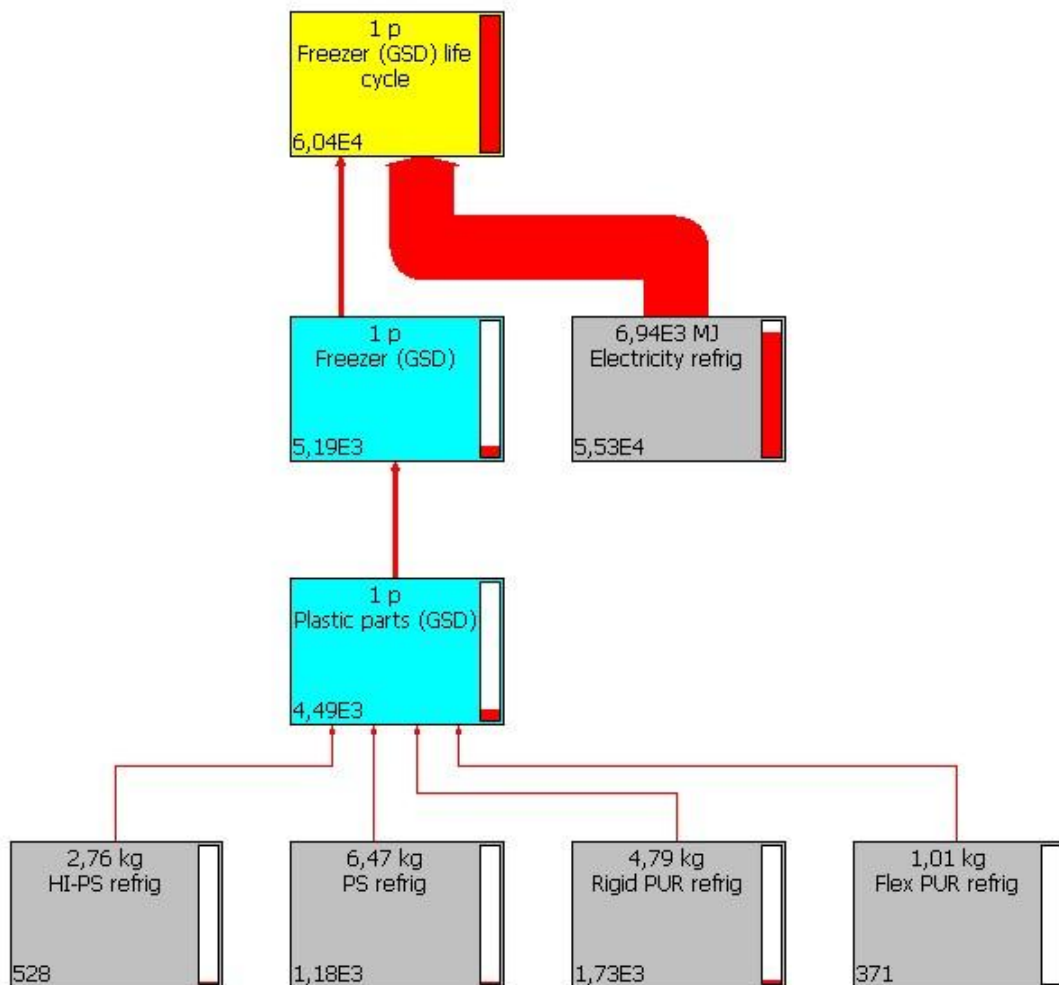 1 p
Freezer (GSD) life
cycle
6,04E4
1 p
Freezer (GSD)
5,19E3
6,94E3 MJ
Electricity refrig
5,53E4
1 p
Plastic parts (GSD)
4,49E3
2,76 kg
HI-PS refrig
528
6,47 kg
PS refrig
1,18E3
4,79 kg
Rigid PUR refrig
1,73E3
1,01 kg
Flex PUR refrig
371